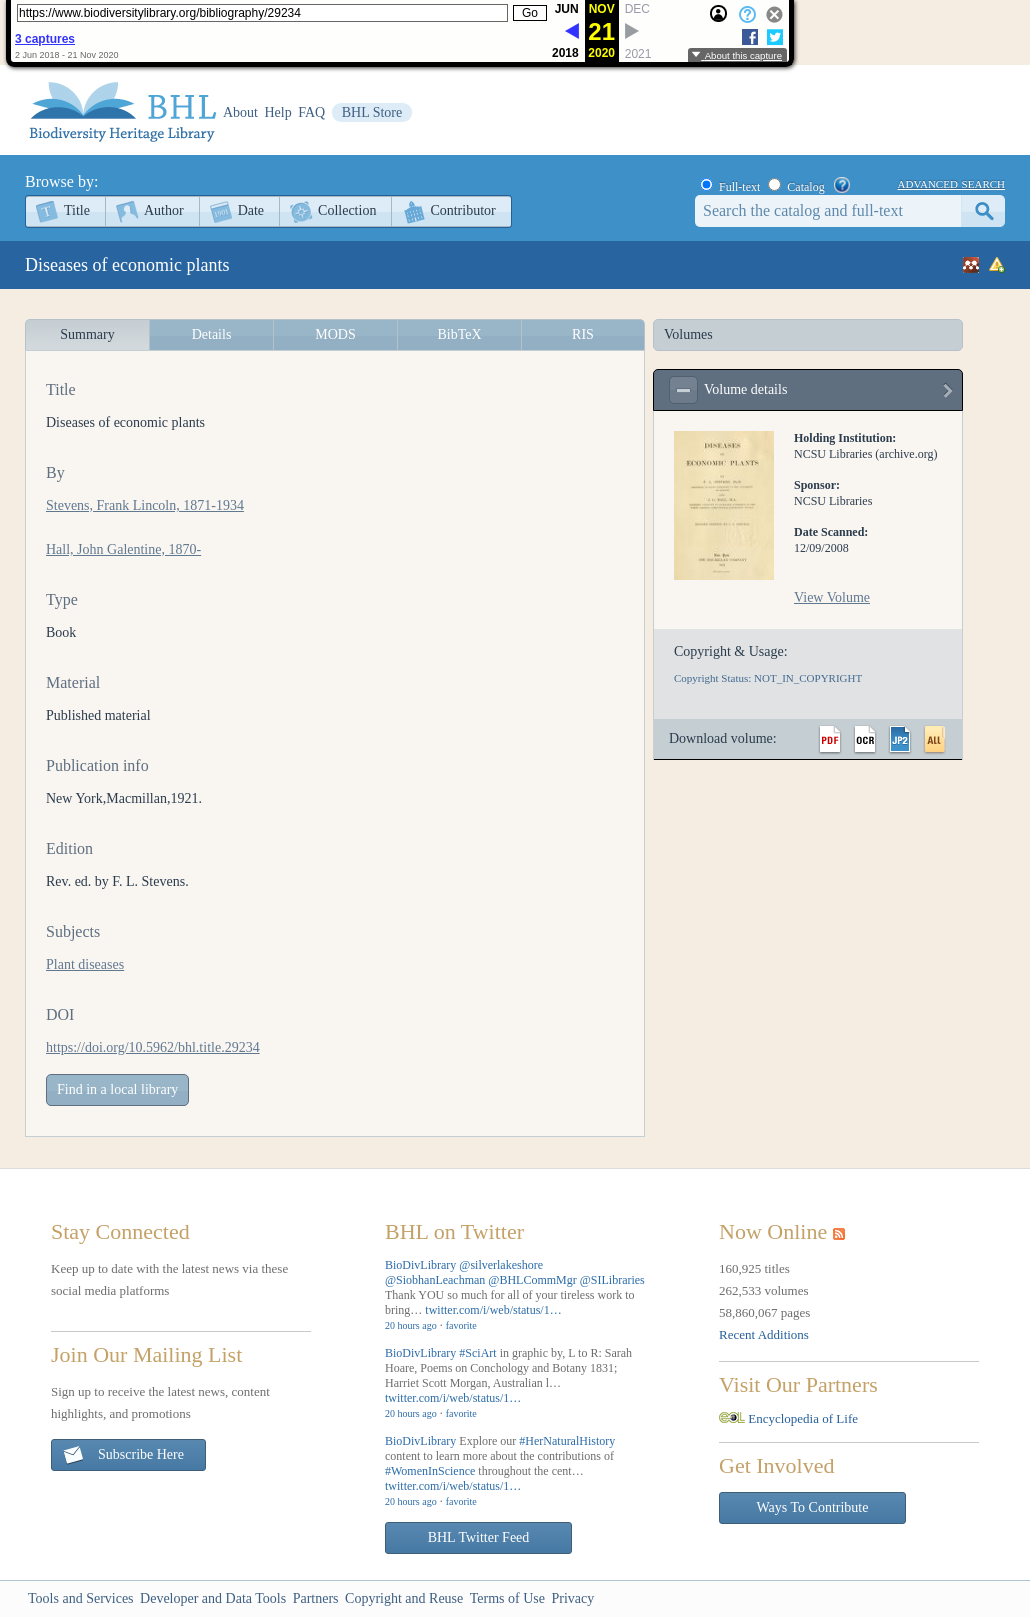 https://www.biodiversitylibrary.org/bibliography/29234
Go
JUN NOV DEC
21
2018 2020 2021
3 captures
2 Jun 2018 - 21 Nov 2020
About this capture
BHL
Biodiversity Heritage Library
About Help FAQ BHL Store
Browse by:
Title Author Date Collection Contributor
Full-text Catalog ? ADVANCED SEARCH
Search the catalog and full-text
Diseases of economic plants
Summary Details MODS BibTeX RIS
Title
Diseases of economic plants
By
Stevens, Frank Lincoln, 1871-1934
Hall, John Galentine, 1870-
Type
Book
Material
Published material
Publication info
New York,Macmillan,1921.
Edition
Rev. ed. by F. L. Stevens.
Subjects
Plant diseases
DOI
https://doi.org/10.5962/bhl.title.29234
Find in a local library
Volumes
Volume details
DISEASES
ECONOMIC PLANTS
Holding Institution:
NCSU Libraries (archive.org)
Sponsor:
NCSU Libraries
Date Scanned:
12/09/2008
View Volume
Copyright & Usage:
Copyright Status: NOT_IN_COPYRIGHT
Download volume: PDF OCR JP2 ALL
Stay Connected
Keep up to date with the latest news via these
social media platforms
Join Our Mailing List
Sign up to receive the latest news, content
highlights, and promotions
Subscribe Here
BHL on Twitter
BioDivLibrary @silverlakeshore
@SiobhanLeachman @BHLCommMgr @SILibraries
Thank YOU so much for all of your tireless work to
bring… twitter.com/i/web/status/1…
20 hours ago · favorite
BioDivLibrary #SciArt in graphic by, L to R: Sarah
Hoare, Poems on Conchology and Botany 1831;
Harriet Scott Morgan, Australian l…
twitter.com/i/web/status/1…
20 hours ago · favorite
BioDivLibrary Explore our #HerNaturalHistory
content to learn more about the contributions of
#WomenInScience throughout the cent…
twitter.com/i/web/status/1…
20 hours ago · favorite
BHL Twitter Feed
Now Online
160,925 titles
262,533 volumes
58,860,067 pages
Recent Additions
Visit Our Partners
EOL Encyclopedia of Life
Get Involved
Ways To Contribute
Tools and Services Developer and Data Tools Partners Copyright and Reuse Terms of Use Privacy